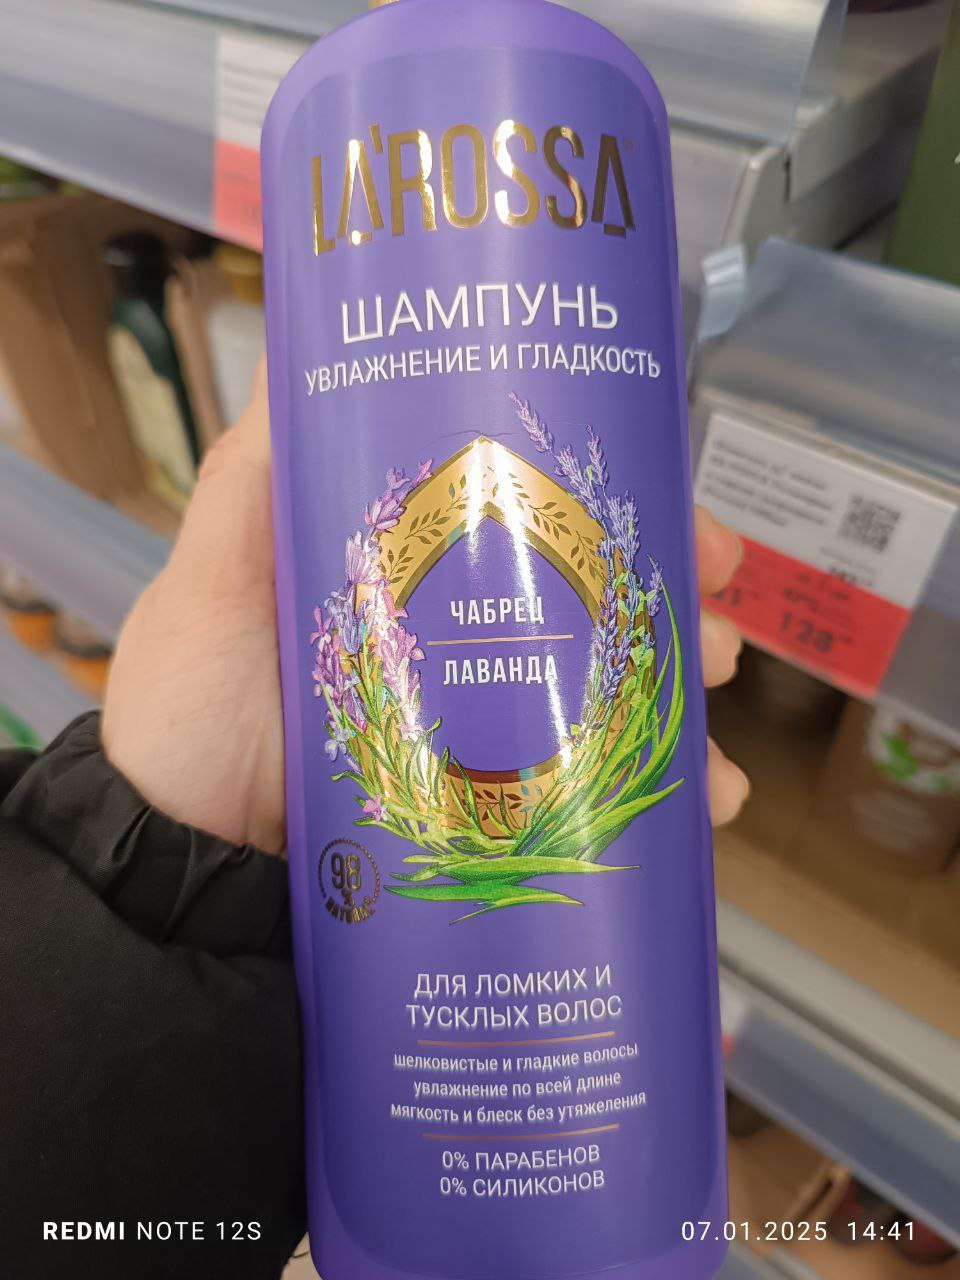 LA'ROSSA
ШАМПУНЬ
УВЛАЖНЕНИЕ И ГЛАДКОСТЬ
ЧАБРЕЦ
ЛАВАНДА
98
%
NATURAL
ДЛЯ ЛОМКИХ И
ТУСКЛЫХ ВОЛОС
шелковистые и гладкие волосы
увлажнение по всей длине
мягкость и блеск без утяжеления
0% ПАРАБЕНОВ
0% СИЛИКОНОВ
128
REDMI NOTE 12S
07.01.2025 14:41